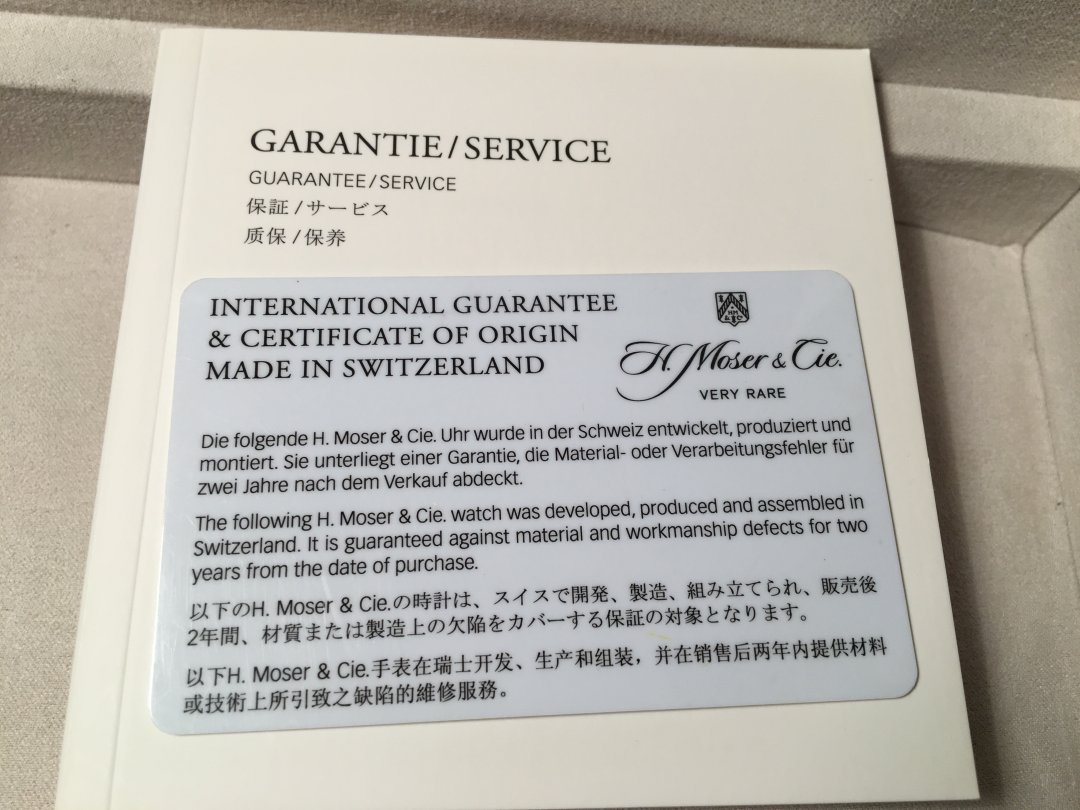 GARANTIE/SERVICE
GUARANTEE/SERVICE
保証/サービス
质保/保养
INTERNATIONAL GUARANTEE
& CERTIFICATE OF ORIGIN
MADE IN SWITZERLAND
HM
& C
H. Moser & Cie.
VERY RARE
Die folgende H. Moser & Cie. Uhr wurde in der Schweiz entwickelt, produziert und
montiert. Sie unterliegt einer Garantie, die Material- oder Verarbeitungsfehler für
zwei Jahre nach dem Verkauf abdeckt.
The following H. Moser & Cie. watch was developed, produced and assembled in
Switzerland. It is guaranteed against material and workmanship defects for two
years from the date of purchase.
以下のH. Moser & Cie.の時計は、スイスで開発、製造、組み立てられ、販売後
2年間、材質または製造上の欠陥をカバーする保証の対象となります。
以下H. Moser & Cie.手表在瑞士开发、生产和组装，并在销售后两年内提供材料
或技術上所引致之缺陷的維修服務。